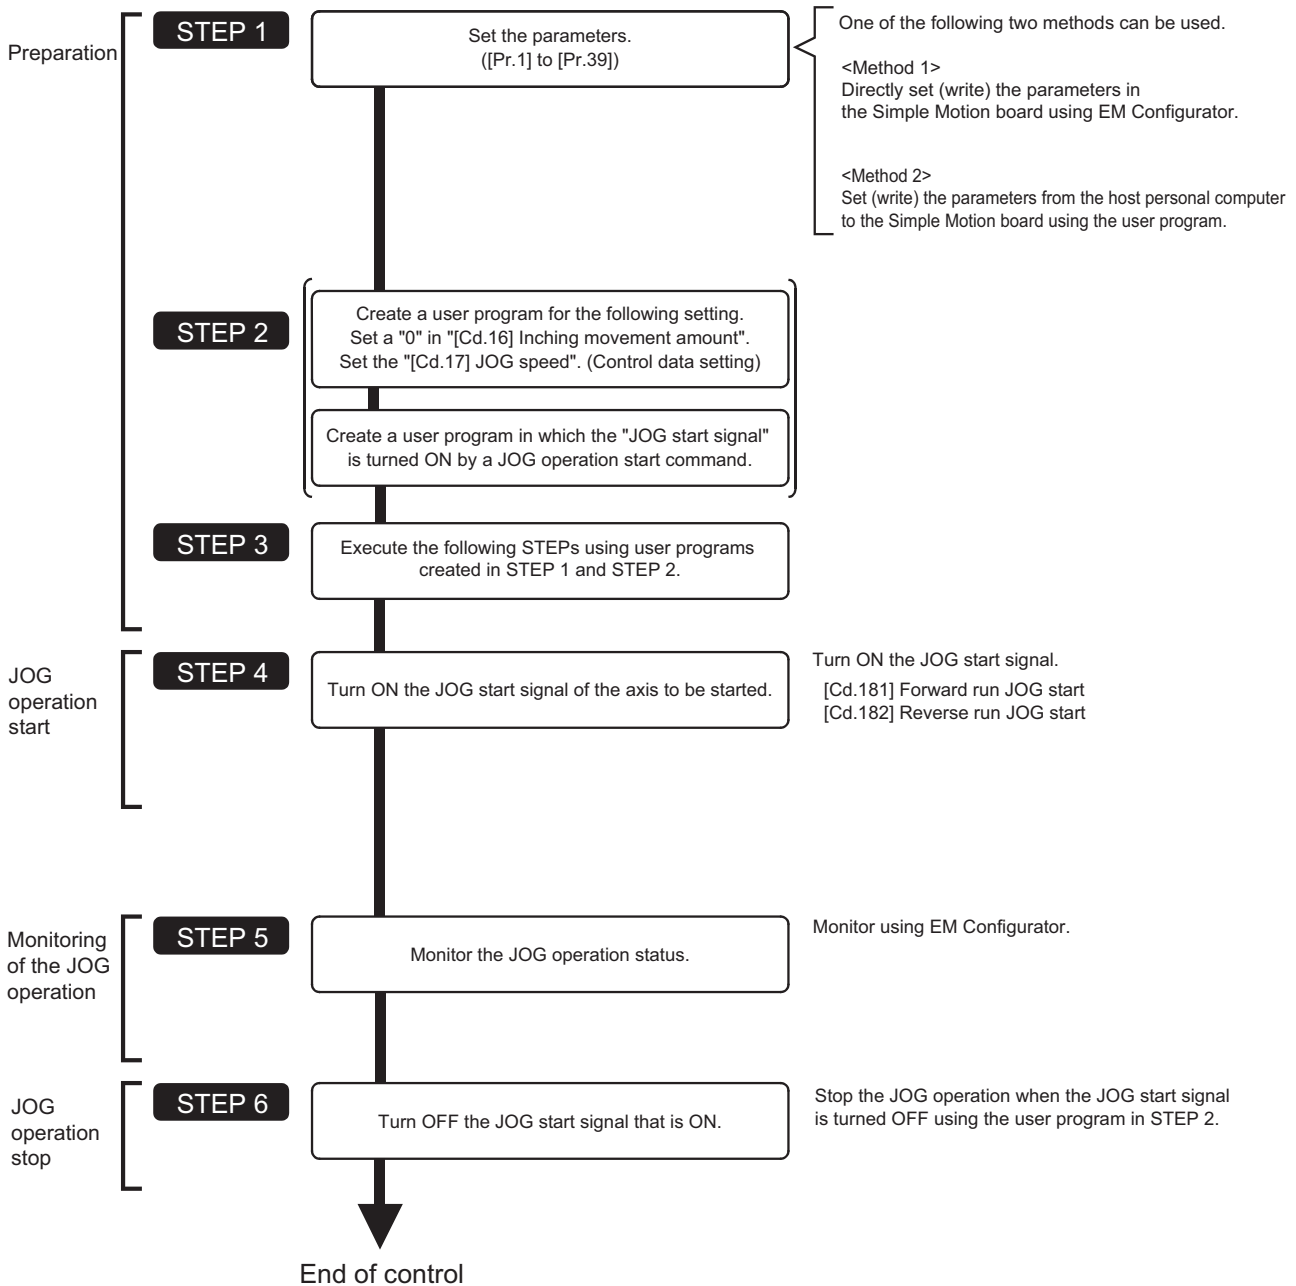 Preparation
STEP 1
Set the parameters.
([Pr.1] to [Pr.39])
One of the following two methods can be used.
<Method 1>
Directly set (write) the parameters in
the Simple Motion board using EM Configurator.
<Method 2>
Set (write) the parameters from the host personal computer
to the Simple Motion board using the user program.
STEP 2
Create a user program for the following setting.
Set a "0" in "[Cd.16] Inching movement amount".
Set the "[Cd.17] JOG speed". (Control data setting)
Create a user program in which the "JOG start signal"
is turned ON by a JOG operation start command.
STEP 3
Execute the following STEPs using user programs
created in STEP 1 and STEP 2.
JOG
operation
start
STEP 4
Turn ON the JOG start signal of the axis to be started.
Turn ON the JOG start signal.
[Cd.181] Forward run JOG start
[Cd.182] Reverse run JOG start
Monitoring
of the JOG
operation
STEP 5
Monitor the JOG operation status.
Monitor using EM Configurator.
JOG
operation
stop
STEP 6
Turn OFF the JOG start signal that is ON.
Stop the JOG operation when the JOG start signal
is turned OFF using the user program in STEP 2.
End of control